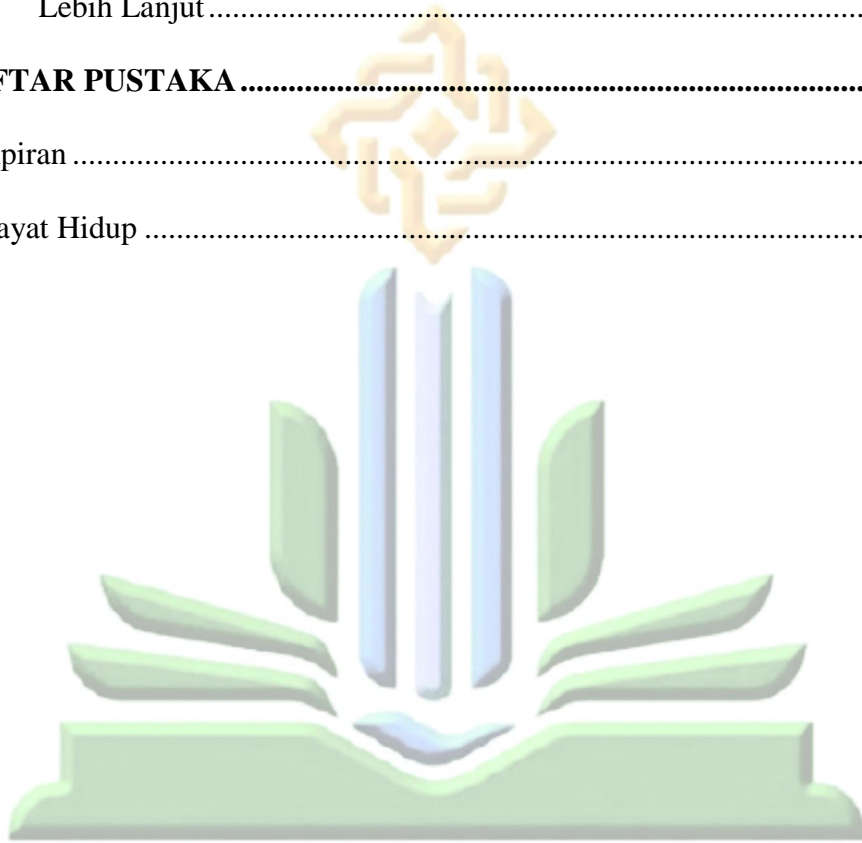 Lebih Lanjut........................................................................................
FTAR PUSTAKA..............................................................................
piran....................................................................................................
ayat Hidup...........................................................................................